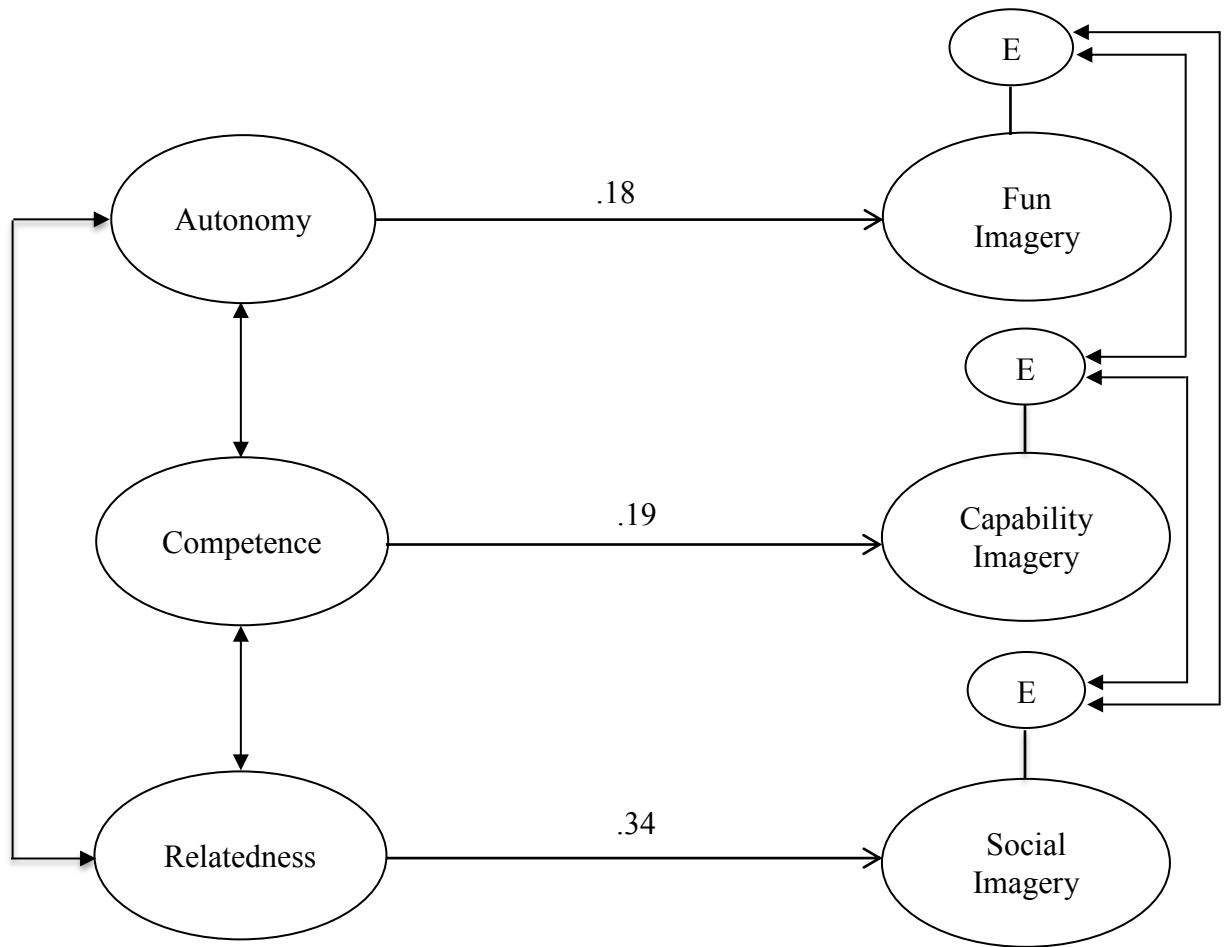 E
Autonomy
.18
Fun
Imagery
E
Competence
.19
Capability
Imagery
E
Relatedness
.34
Social
Imagery